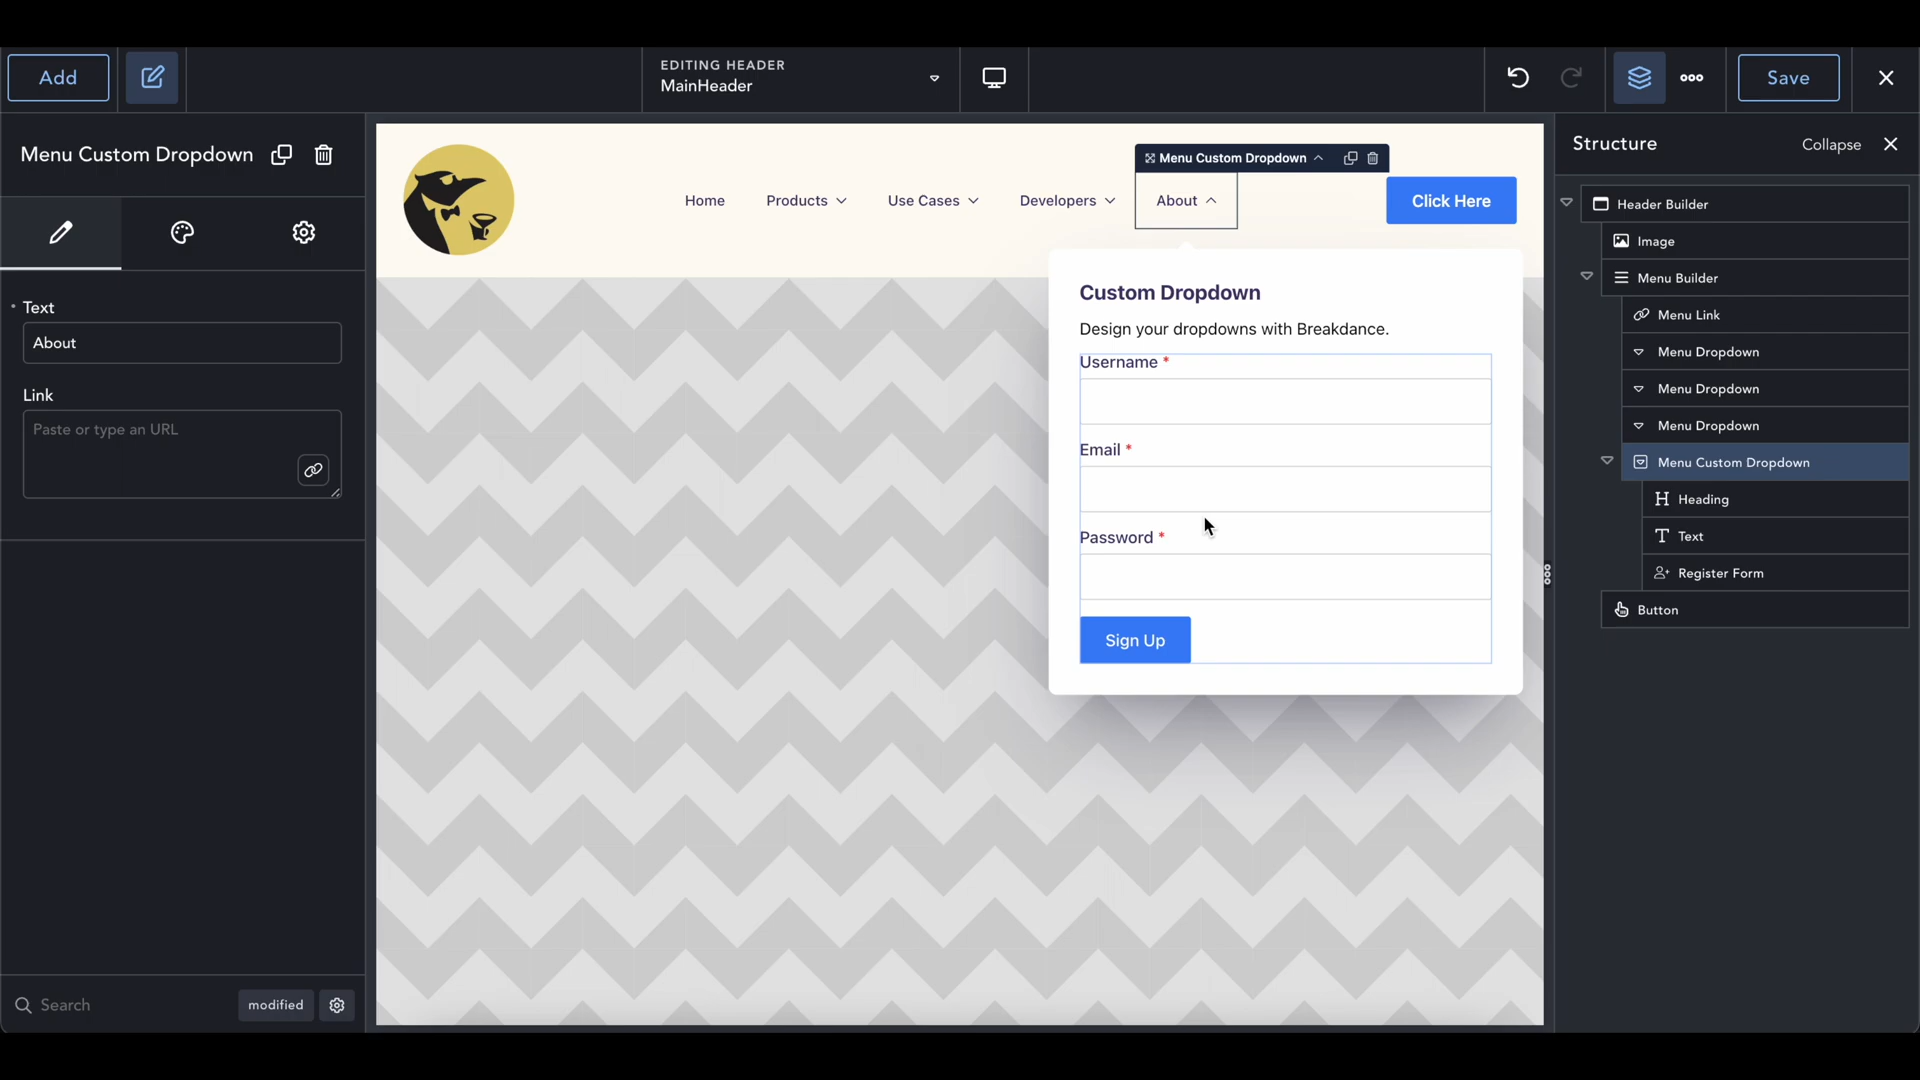 Add
EDITING HEADER
MainHeader
Save
Menu Custom Dropdown
Text
About
Link
Paste or type an URL
Search
modified
Home
Products
Use Cases
Developers
Menu Custom Dropdown
About
Click Here
Custom Dropdown
Design your dropdowns with Breakdance.
Username *
Email *
Password *
Sign Up
Structure
Collapse
Header Builder
Image
Menu Builder
Menu Link
Menu Dropdown
Menu Dropdown
Menu Dropdown
Menu Custom Dropdown
Heading
Text
Register Form
Button